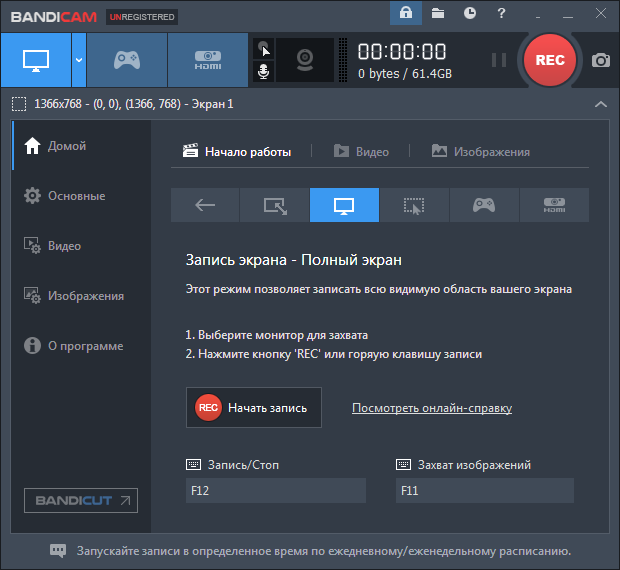 BANDICAM UNREGISTERED
?
HDMI
00:00:00
0 bytes / 61.4GB
REC
1366x768 - (0, 0), (1366, 768) - Экран 1
Домой
Основные
Видео
Изображения
О программе
BANDICUT
Начало работы
Видео
Изображения
HDMI
Запись экрана - Полный экран
Этот режим позволяет записать всю видимую область вашего экрана
1. Выберите монитор для захвата
2. Нажмите кнопку 'REC' или горяую клавишу записи
REC Начать запись
Посмотреть онлайн-справку
Запись/Стоп
F12
Захват изображений
F11
Запускайте записи в определенное время по ежедневному/еженедельному расписанию.